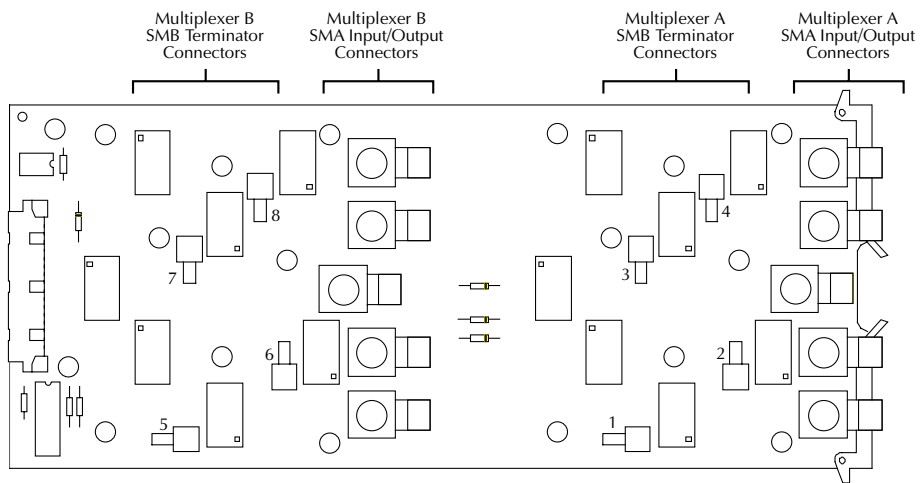 Multiplexer B
SMB Terminator
Connectors
Multiplexer B
SMA Input/Output
Connectors
Multiplexer A
SMB Terminator
Connectors
Multiplexer A
SMA Input/Output
Connectors
8
4
7
3
6
2
5
1